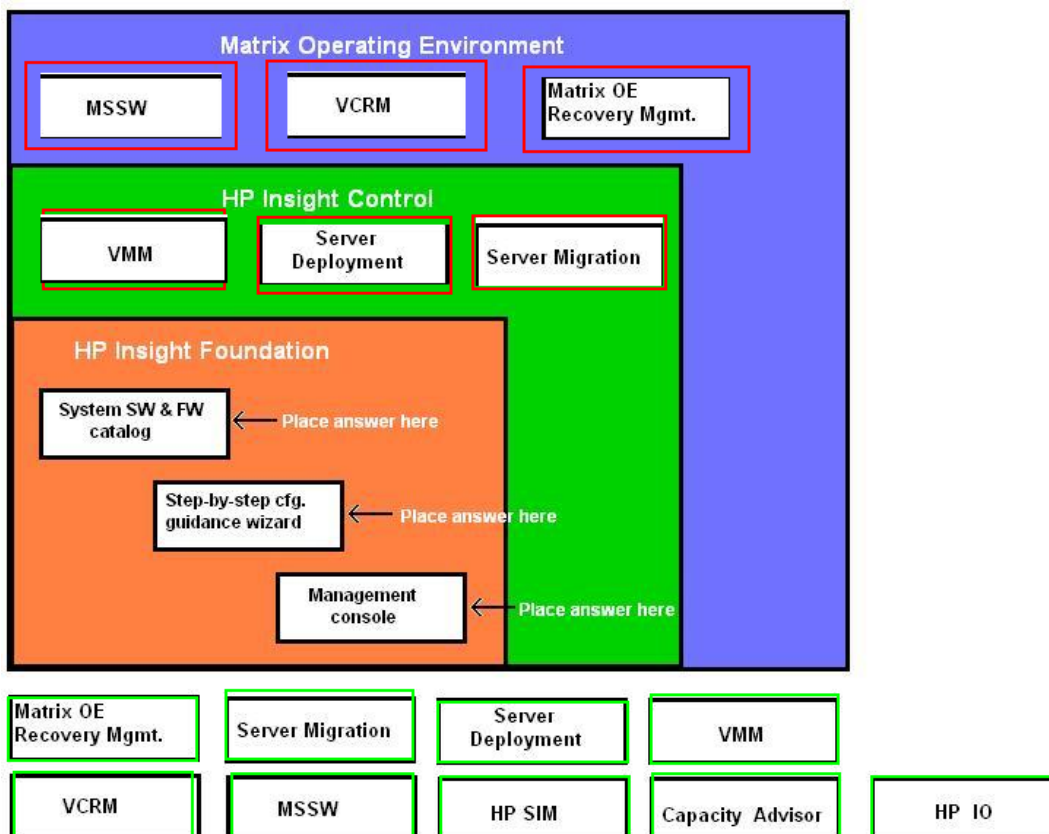 Matrix Operating Environment
MSSW
VCRM
Matrix OE
Recovery Mgmt.
HP Insight Control
VMM
Server
Deployment
Server Migration
HP Insight Foundation
System SW & FW
catalog
Place answer here
Step-by-step cfg.
guidance wizard
Place answer here
Management
console
Place answer here
Matrix OE
Recovery Mgmt.
Server Migration
Server
Deployment
VMM
VCRM
MSSW
HP SIM
Capacity Advisor
HP IO